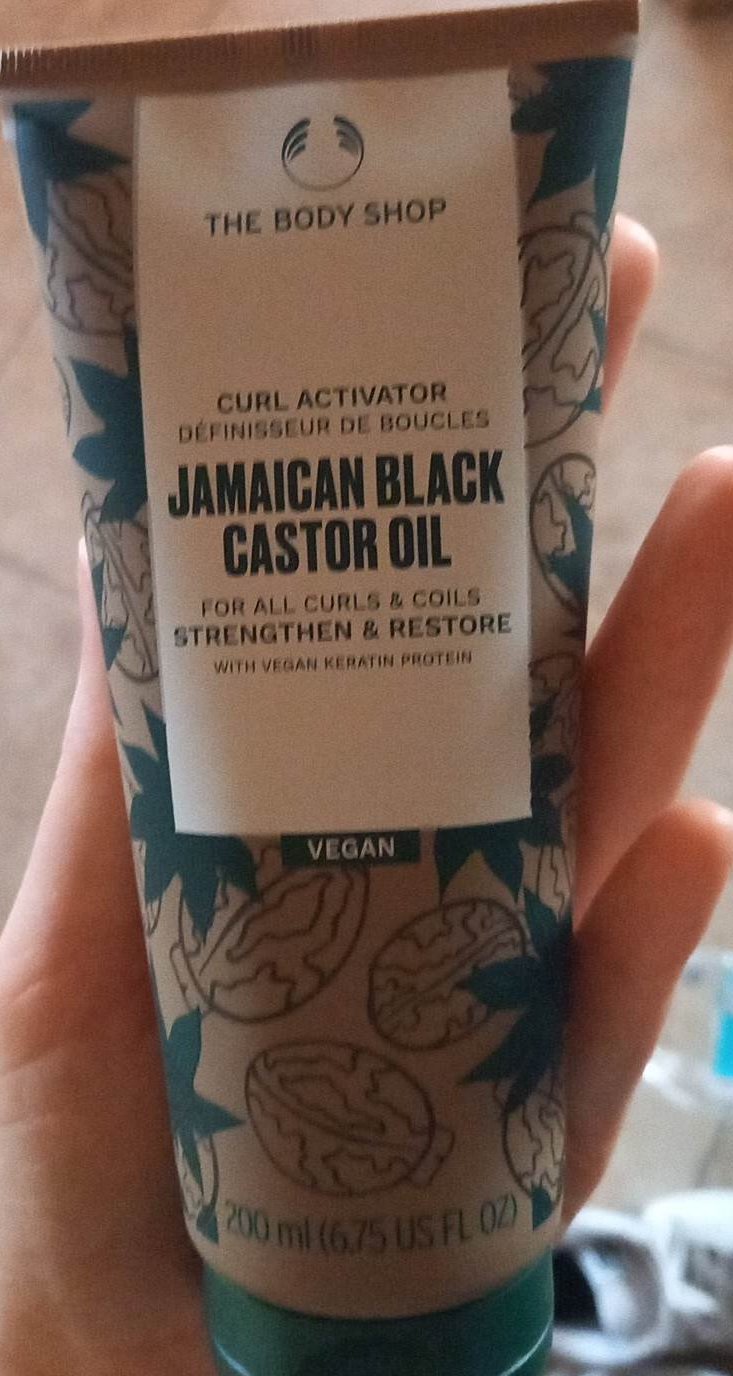 THE BODY SHOP
CURL ACTIVATOR
DÉFINISSEUR DE BOUCLES
JAMAICAN BLACK
CASTOR OIL
FOR ALL CURLS & COILS
STRENGTHEN & RESTORE
WITH VEGAN KERATIN PROTEIN
VEGAN
200 ml (6.75 US FL OZ)